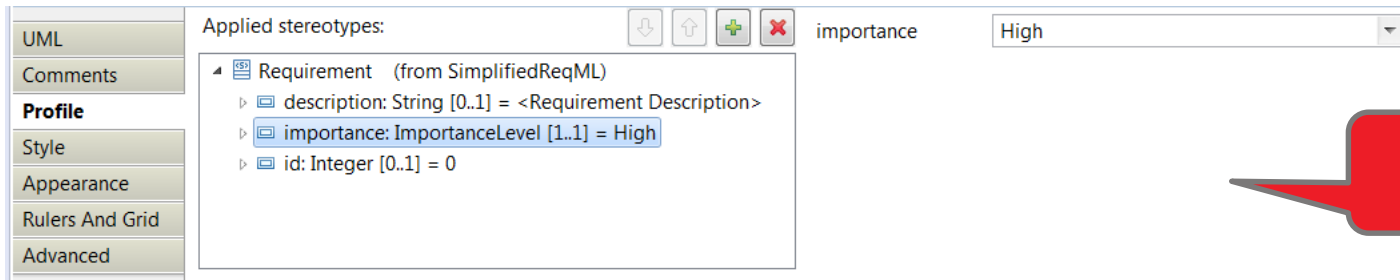 UML
Comments
Profile
Style
Appearance
Rulers And Grid
Advanced
Applied stereotypes:
Requirement (from SimplifiedReqML)
description: String [0..1] = <Requirement Description>
importance: ImportanceLevel [1..1] = High
id: Integer [0..1] = 0
importance High